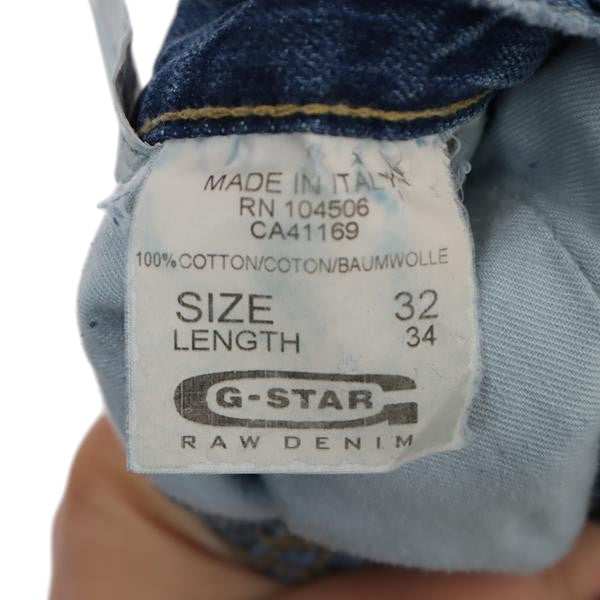 MADE IN ITALY
RN 104506
CA41169
100% COTTON/COTON/BAUMWOLLE
SIZE 32
LENGTH 34
G-STAR
RAW DENIM